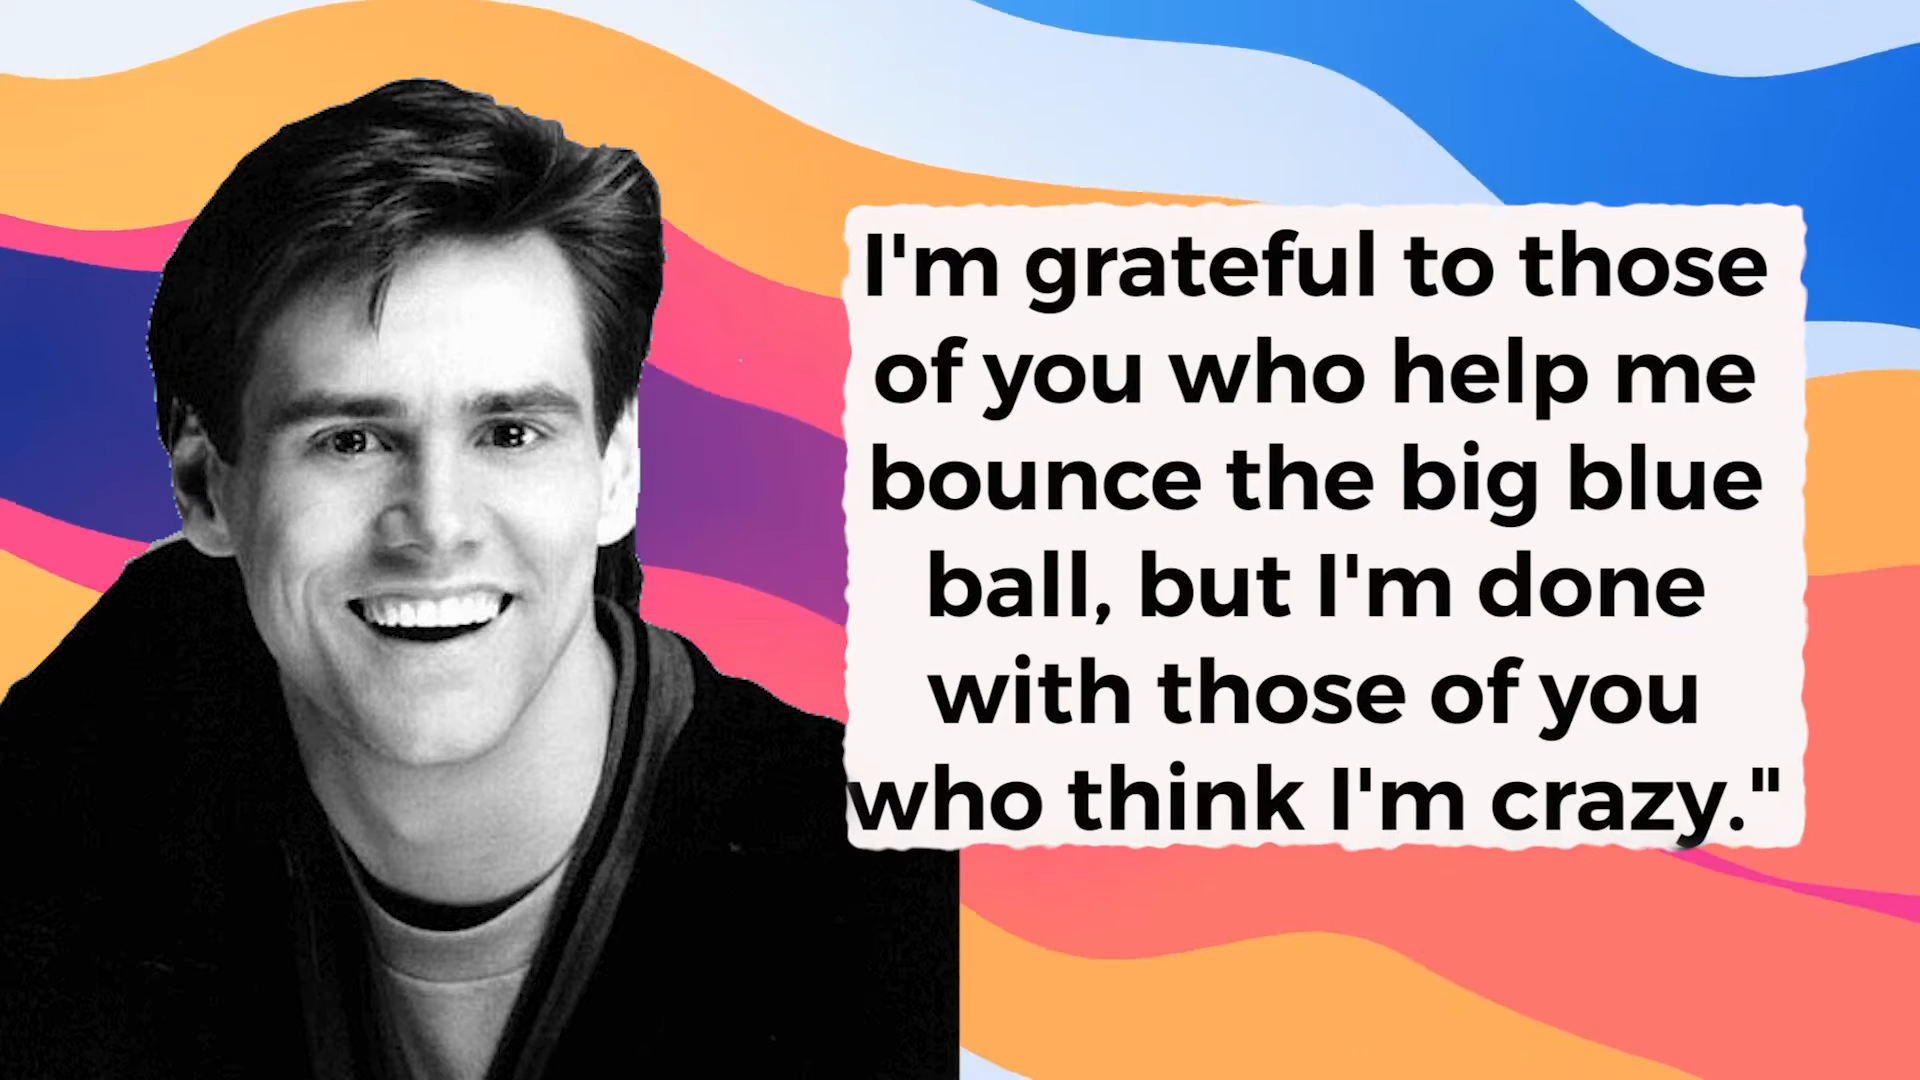 I'm grateful to those
of you who help me
bounce the big blue
ball, but I'm done
with those of you
who think I'm crazy."